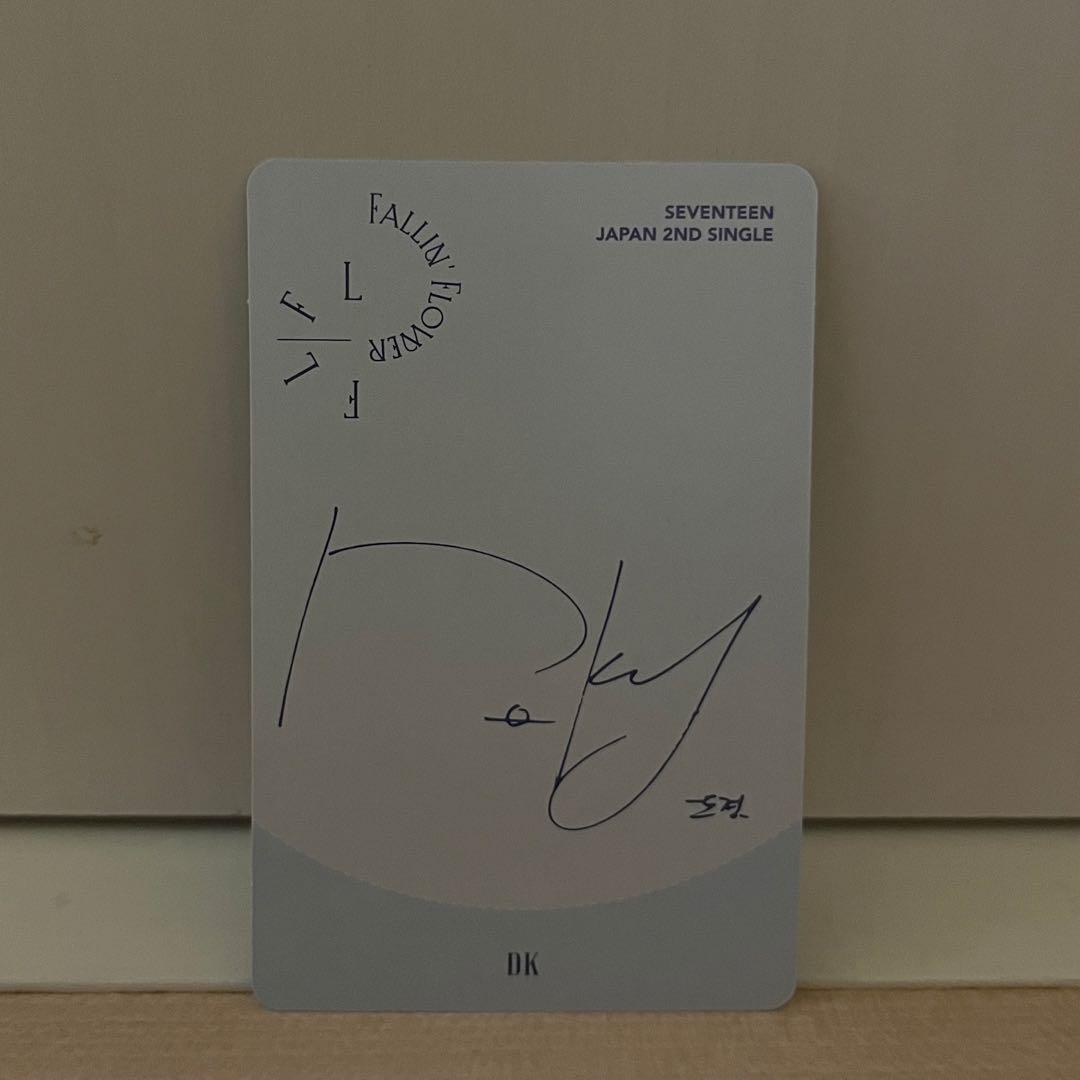 FALLIN' FLOWER
L
F
L
F
SEVENTEEN
JAPAN 2ND SINGLE
DK